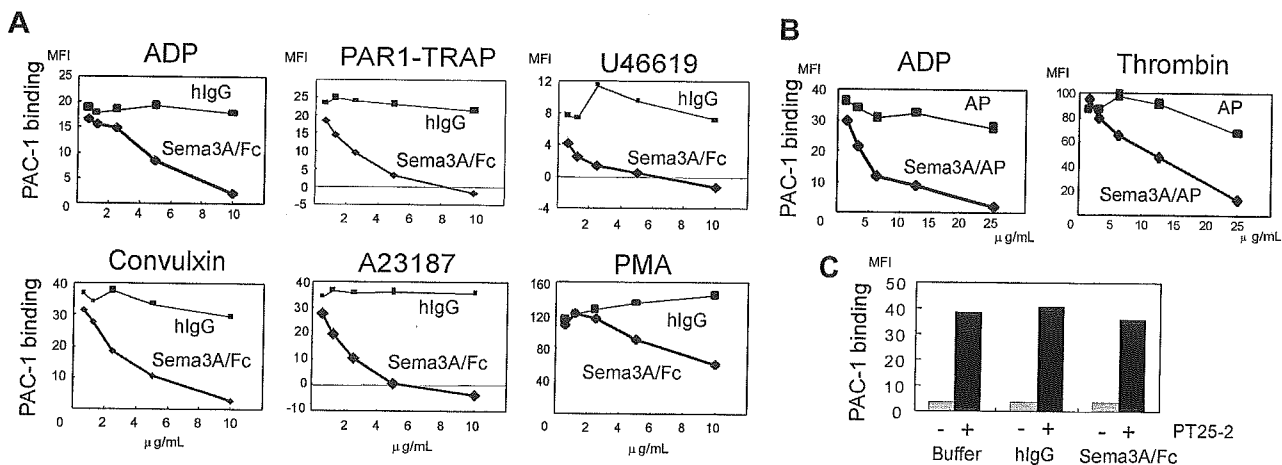 A
B
MFI ADP
MFI PAR1-TRAP
MFI U46619
MFI ADP
MFI Thrombin
PAC-1 binding
25
20
15
10
5
0
hIgG
Sema3A/Fc
2 4 6 8 10
25
20
15
10
5
0
-5
hIgG
Sema3A/Fc
2 4 6 8 10
12
8
4
0
-4
hIgG
Sema3A/Fc
2 4 6 8 10
PAC-1 binding
40
30
20
10
0
AP
Sema3A/AP
5 10 15 20 25
μg/mL
100
80
60
40
20
0
AP
Sema3A/AP
5 10 15 20 25
μg/mL
Convulxin
A23187
PMA
PAC-1 binding
40
30
20
10
0
hIgG
Sema3A/Fc
2 4 6 8 10
μg/mL
40
30
20
10
0
-10
hIgG
Sema3A/Fc
2 4 6 8 10
μg/mL
160
120
80
40
0
hIgG
Sema3A/Fc
2 4 6 8 10
μg/mL
C
MFI
PAC-1 binding
50
40
30
20
10
0
- + - + - + PT25-2
Buffer hIgG Sema3A/Fc